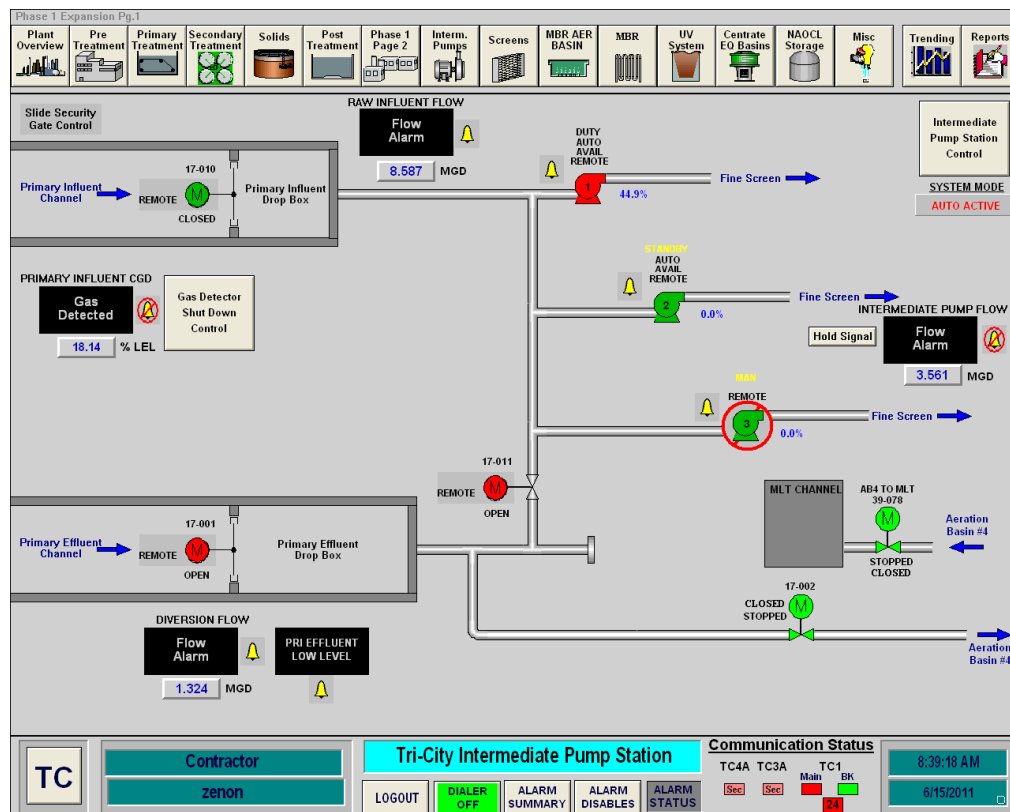 Phase 1 Expansion Pg.1
Plant
Overview
Pre
Treatment
Primary
Treatment
Secondary
Treatment
Solids
Post
Treatment
Phase 1
Page 2
Interm.
Pumps
Screens
MBR AER
BASIN
MBR
UV
System
Centrate
EQ Basins
NAOCL
Storage
Misc
Trending
Reports
Slide Security
Gate Control
RAW INFLUENT FLOW
Flow
Alarm
8.587 MGD
DUTY
AUTO
AVAIL
REMOTE
1
44.9%
Fine Screen
Intermediate
Pump Station
Control
SYSTEM MODE
AUTO ACTIVE
Primary Influent
Channel
17-010
REMOTE
M
CLOSED
Primary Influent
Drop Box
STANDBY
AUTO
AVAIL
REMOTE
2
0.0%
Fine Screen
PRIMARY INFLUENT CGD
Gas
Detected
18.14 % LEL
Gas Detector
Shut Down
Control
INTERMEDIATE PUMP FLOW
Hold Signal
Flow
Alarm
3.561 MGD
MAN
REMOTE
3
0.0%
Fine Screen
17-011
REMOTE
M
OPEN
MLT CHANNEL
AB4 TO MLT
39-078
M
STOPPED
CLOSED
Aeration
Basin #4
Primary Effluent
Channel
17-001
REMOTE
M
OPEN
Primary Effluent
Drop Box
17-002
CLOSED
STOPPED
M
Aeration
Basin #4
DIVERSION FLOW
Flow
Alarm
1.324 MGD
PRI EFFLUENT
LOW LEVEL
TC
Contractor
zenon
Tri-City Intermediate Pump Station
LOGOUT
DIALER
OFF
ALARM
SUMMARY
ALARM
DISABLES
ALARM
STATUS
Communication Status
TC4A TC3A TC1
Main BK
Sec Sec
24
8:39:18 AM
6/15/2011